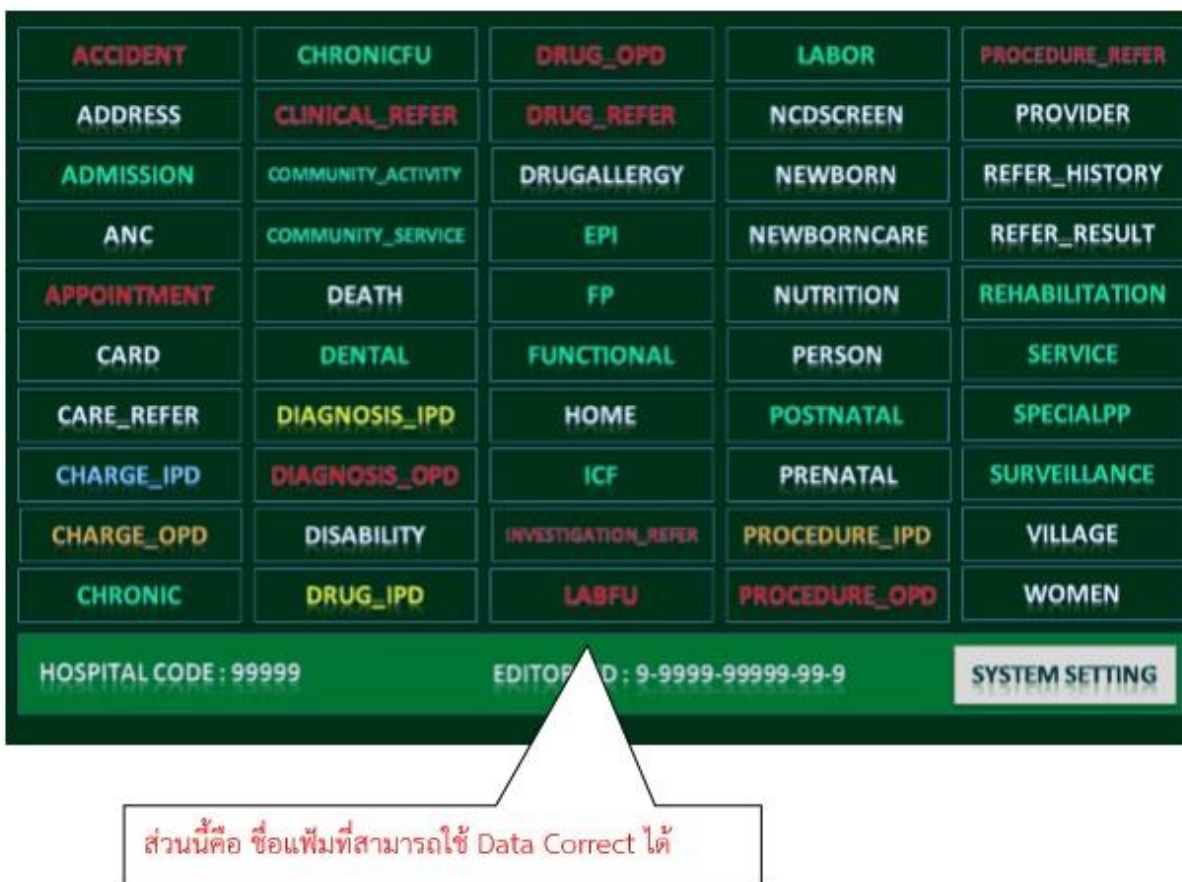 ACCIDENT CHRONICFU DRUG_OPD LABOR PROCEDURE_REFER
ADDRESS CLINICAL_REFER DRUG_REFER NCDSCREEN PROVIDER
ADMISSION COMMUNITY_ACTIVITY DRUGALLERGY NEWBORN REFER_HISTORY
ANC COMMUNITY_SERVICE EPI NEWBORNCARE REFER_RESULT
APPOINTMENT DEATH FP NUTRITION REHABILITATION
CARD DENTAL FUNCTIONAL PERSON SERVICE
CARE_REFER DIAGNOSIS_IPD HOME POSTNATAL SPECIALPP
CHARGE_IPD DIAGNOSIS_OPD ICF PRENATAL SURVEILLANCE
CHARGE_OPD DISABILITY INVESTIGATION_REFER PROCEDURE_IPD VILLAGE
CHRONIC DRUG_IPD LABFU PROCEDURE_OPD WOMEN
HOSPITAL CODE : 99999 EDITOR D : 9-9999-99999-99-9 SYSTEM SETTING
ส่วนนี้คือ ชื่อแฟ้มที่สามารถใช้ Data Correct ได้